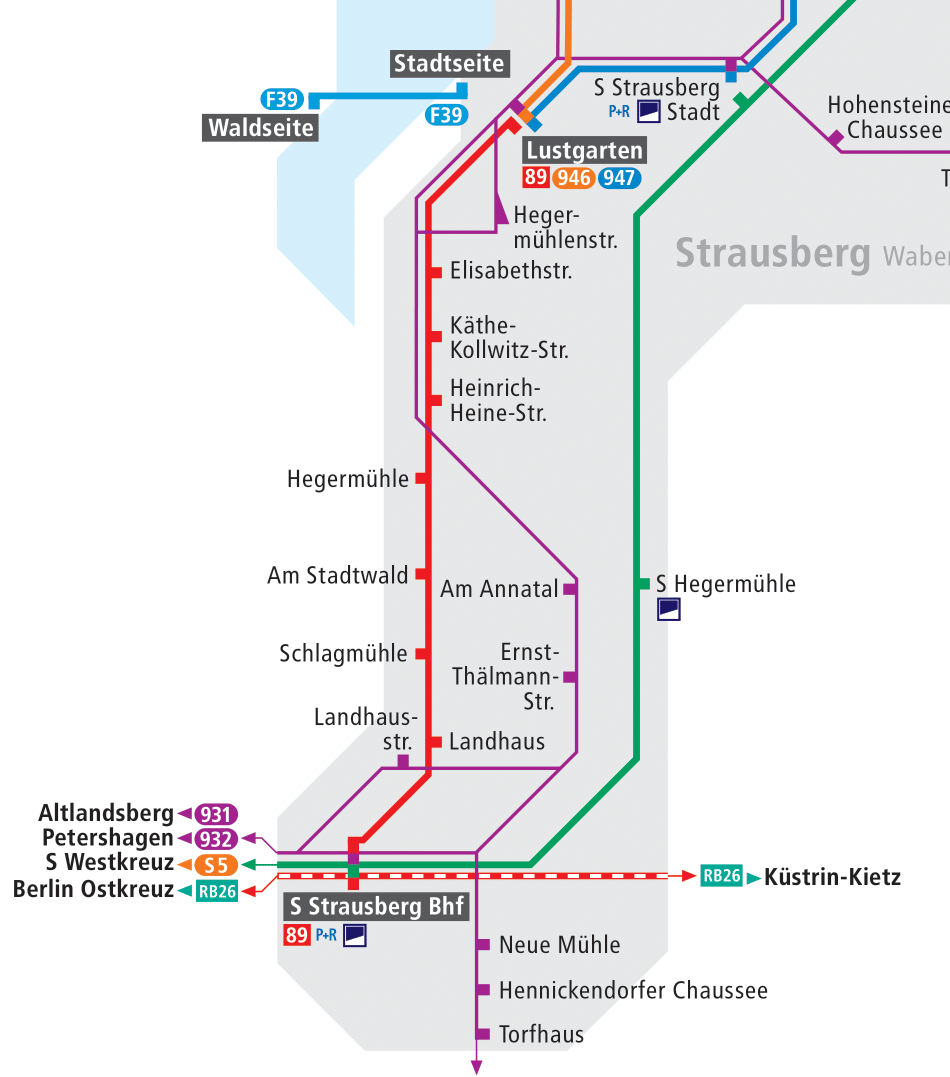 Stadtseite
F39
F39
Waldseite
S Strausberg
P+R Stadt
Hohensteine
Chaussee
T
Lustgarten
89 946 947
Heger-
mühlenstr.
Strausberg Waber
Elisabethstr.
Käthe-
Kollwitz-Str.
Heinrich-
Heine-Str.
Hegermühle
Am Stadtwald
Am Annatal
S Hegermühle
Schlagmühle
Ernst-
Thälmann-
Str.
Landhaus-
str.
Landhaus
Altlandsberg 931
Petershagen 932
S Westkreuz S5
Berlin Ostkreuz RB26
RB26 Küstrin-Kietz
S Strausberg Bhf
89 P+R
Neue Mühle
Hennickendorfer Chaussee
Torfhaus